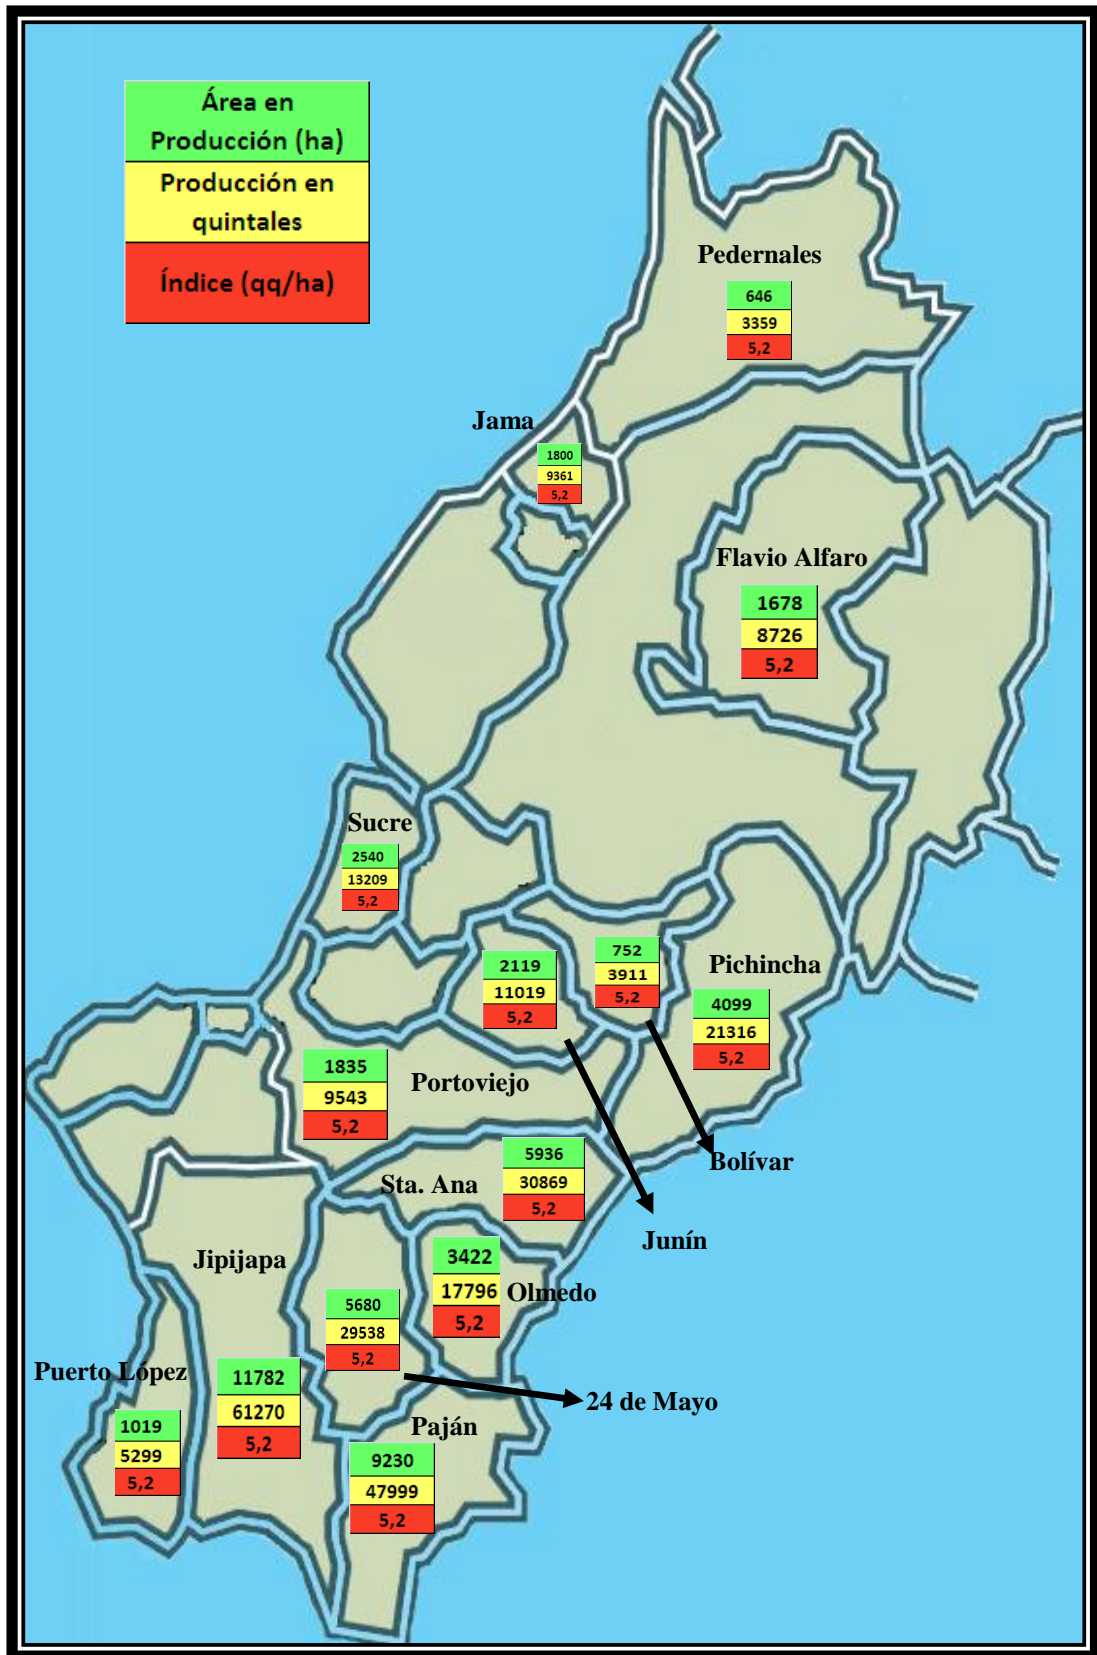 Área en
Producción (ha)
Producción en
quintales
Índice (qq/ha)
Pedernales
646
3359
5,2
Jama
1800
9361
5,2
Flavio Alfaro
1678
8726
5,2
Sucre
2540
13209
5,2
2119
11019
5,2
752
3911
5,2
Pichincha
4099
21316
5,2
1835
9543
5,2
Portoviejo
Bolívar
Junín
Sta. Ana
5936
30869
5,2
Jipijapa
3422
17796
5,2
Olmedo
5680
29538
5,2
24 de Mayo
Puerto López
1019
5299
5,2
11782
61270
5,2
Paján
9230
47999
5,2